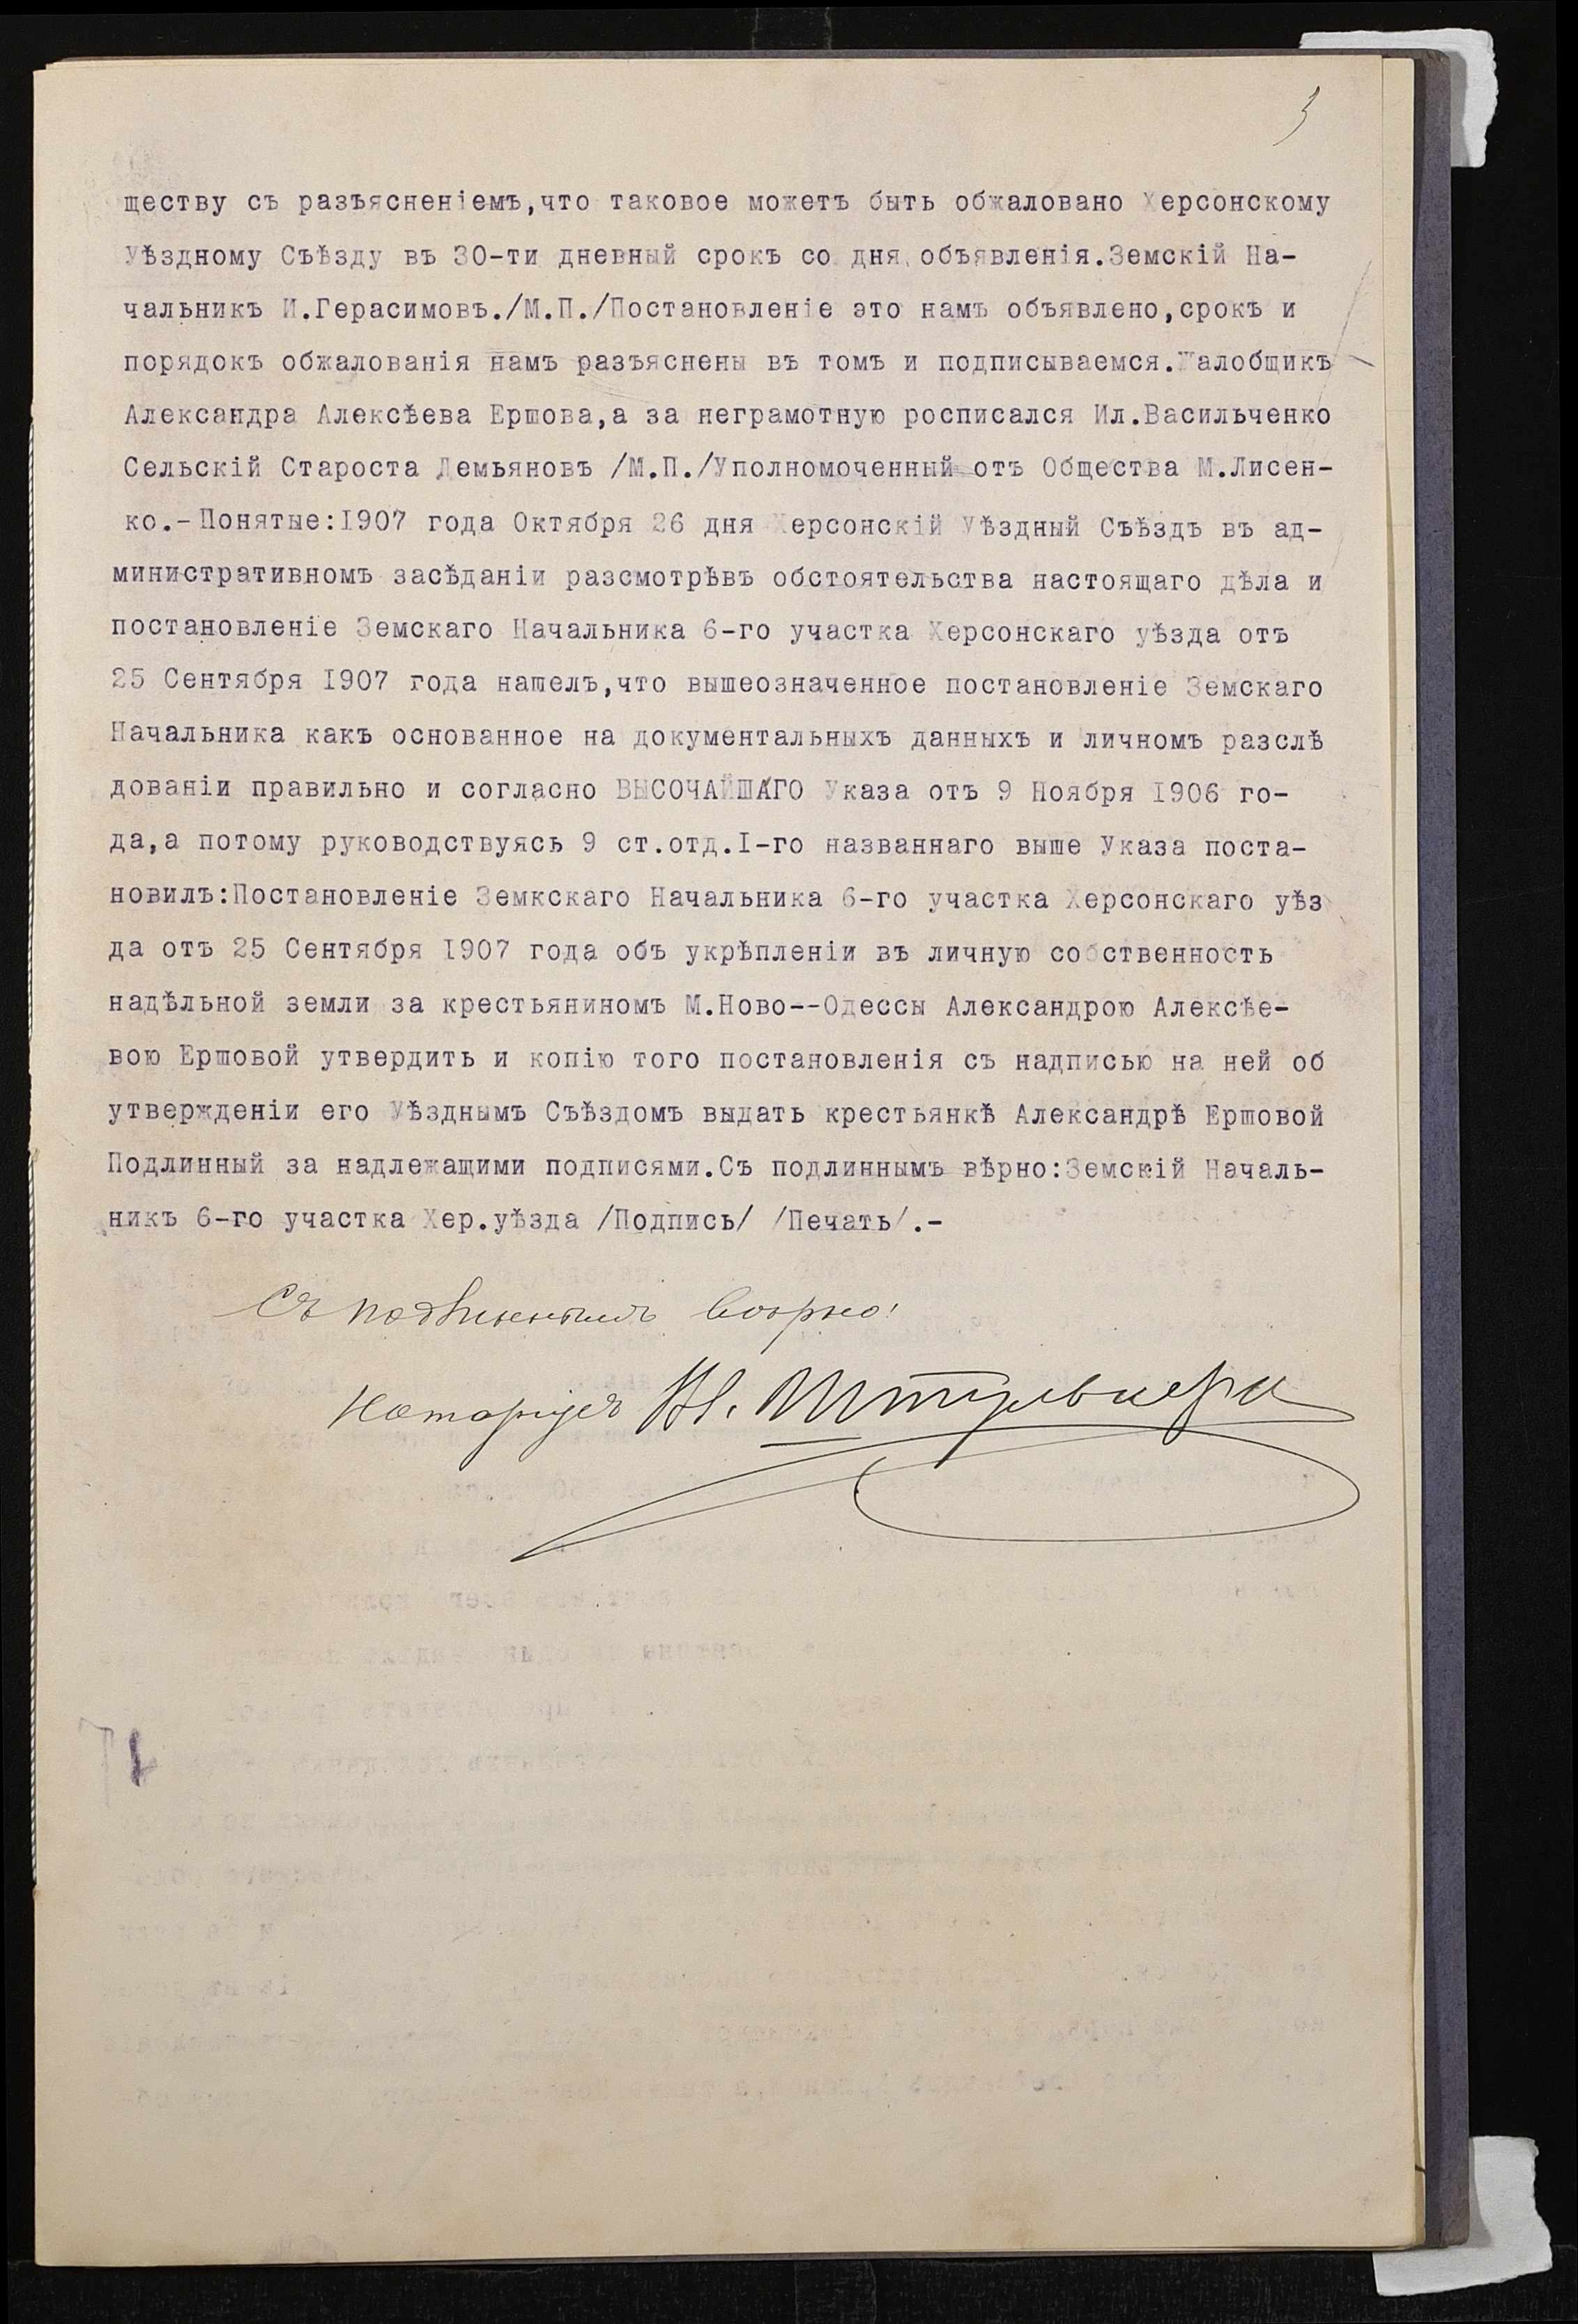 3
ществу съ разъясненіемъ,что таковое можетъ быть обжаловано Херсонскому
Уѣздному Съѣзду въ 30-ти дневный срокъ со дня объявленія.Земскій На-
чальникъ И.Герасимовъ./М.П./Постановленіе это намъ объявлено,срокъ и
порядокъ обжалованія намъ разъяснены въ томъ и подписываемся.Жалобщикъ
Александра Алексѣева Ершова,а за неграмотную росписался Ил.Васильченко
Сельскій Староста Демьяновъ /М.П./Уполномоченный отъ Общества М.Лисен-
ко.-Понятые:I907 года Октября 26 дня Херсонскій Уѣздный Съѣздъ въ ад-
министративномъ засѣданіи разсмотрѣвъ обстоятельства настоящаго дѣла и
постановленіе Земскаго Начальника 6-го участка Херсонскаго уѣзда отъ
25 Сентября I907 года нашелъ,что вышеозначенное постановленіе Земскаго
Начальника какъ основанное на документальныхъ данныхъ и личномъ разслѣ
дованіи правильно и согласно ВЫСОЧАЙШАГО Указа отъ 9 Ноября I906 го-
да,а потому руководствуясь 9 ст.отд.I-го названнаго выше Указа поста-
новилъ:Постановленіе Земкскаго Начальника 6-го участка Херсонскаго уѣз
да отъ 25 Сентября I907 года объ укрѣпленіи въ личную собственность
надѣльной земли за крестьяниномъ М.Ново--Одессы Александрою Алексѣе-
вою Ершовой утвердить и копію того постановленія съ надписью на ней об
утвержденіи его Уѣзднымъ Съѣздомъ выдать крестьянкѣ Александрѣ Ершовой
Подлинный за надлежащими подписями.Съ подлиннымъ вѣрно:Земскій Началь-
никъ 6-го участка Хер.уѣзда /Подпись/ /Печать/.-
Съ подлиннымъ вѣрно!
Нотаріусъ